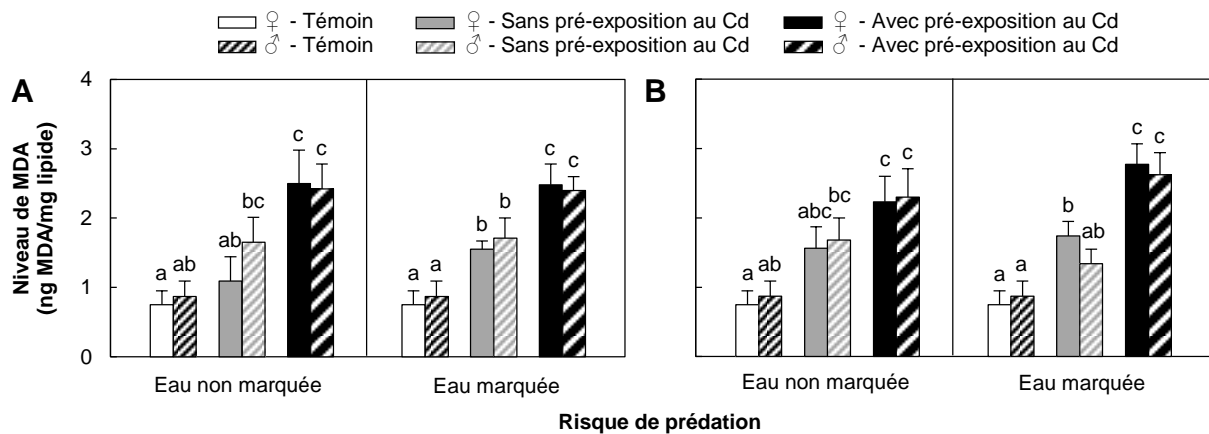 ♀ - Témoin ♀ - Sans pré-exposition au Cd ♀ - Avec pré-exposition au Cd
♂ - Témoin ♂ - Sans pré-exposition au Cd ♂ - Avec pré-exposition au Cd
A
B
Niveau de MDA
(ng MDA/mg lipide)
4
3
2
1
0
a ab ab bc c c
a a b b c c
a ab abc bc c c
a a b ab c c
Eau non marquée Eau marquée Eau non marquée Eau marquée
Risque de prédation